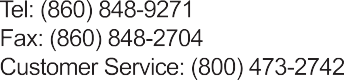 Tel: (860) 848-9271
Fax: (860) 848-2704
Customer Service: (800) 473-2742